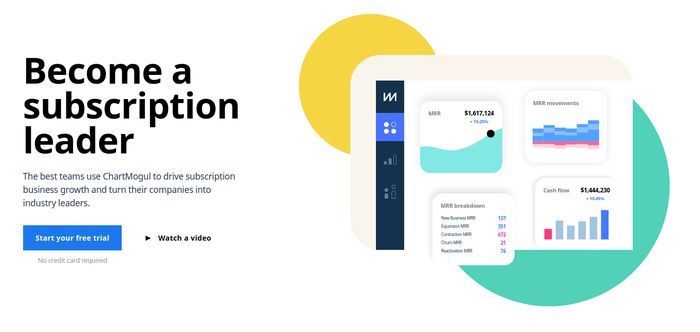 Become a
subscription
leader
The best teams use ChartMogul to drive subscription
business growth and turn their companies into
industry leaders.
Start your free trial
Watch a video
No credit card required
MRR $1,617,124
+ 10.25%
MRR movements
MRR breakdown
New Business MRR 137
Expansion MRR 351
Contraction MRR 672
Churn MRR 21
Reactivation MRR 76
Cash flow $1,444,230
+ 10.45%